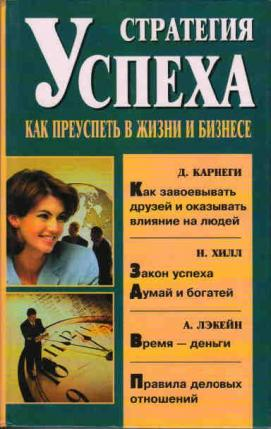 СТРАТЕГИЯ
УСПЕХА
КАК ПРЕУСПЕТЬ В ЖИЗНИ И БИЗНЕСЕ
Д. КАРНЕГИ
Как завоевывать
друзей и оказывать
влияние на людей
Н. ХИЛЛ
Закон успеха
Думай и богатей
А. ЛЭКЕЙН
Время — деньги
Правила деловых
отношений